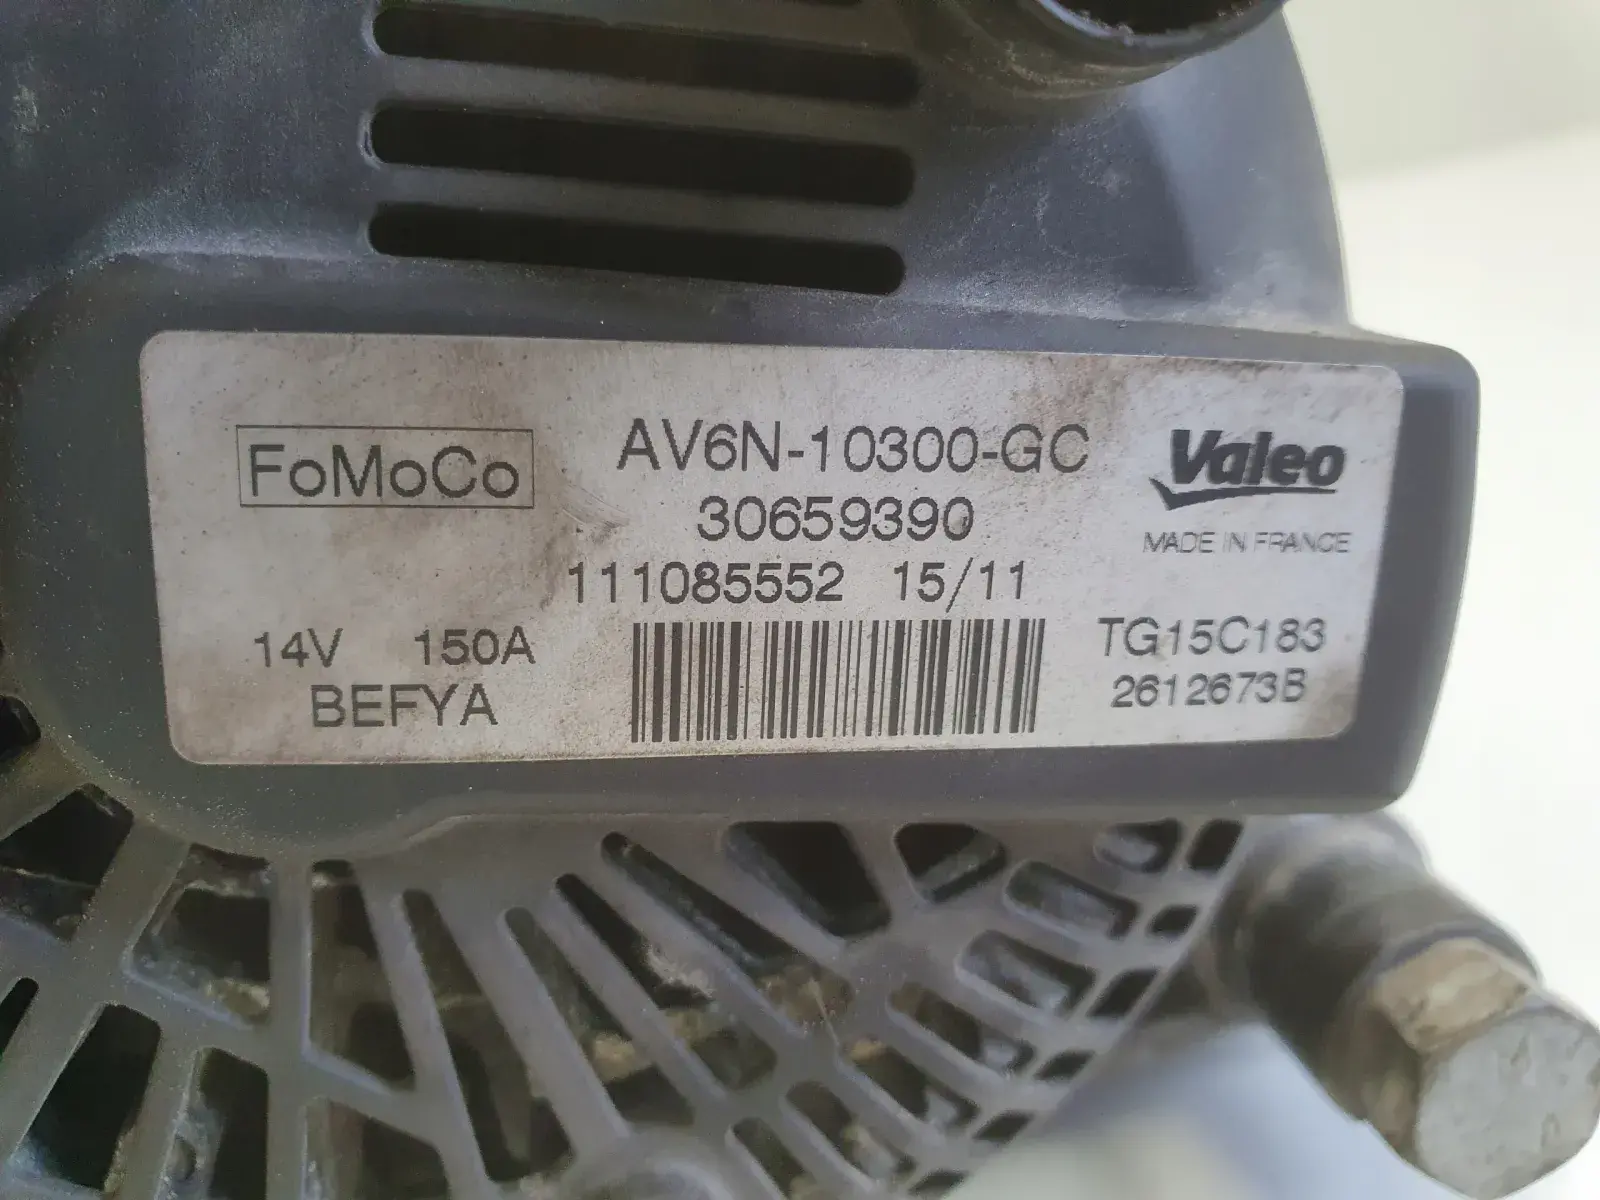 FoMoCo
AV6N-10300-GC
30659390
111085552 15/11
Valeo
MADE IN FRANCE
14V 150A
BEFYA
TG15C183
2612673B